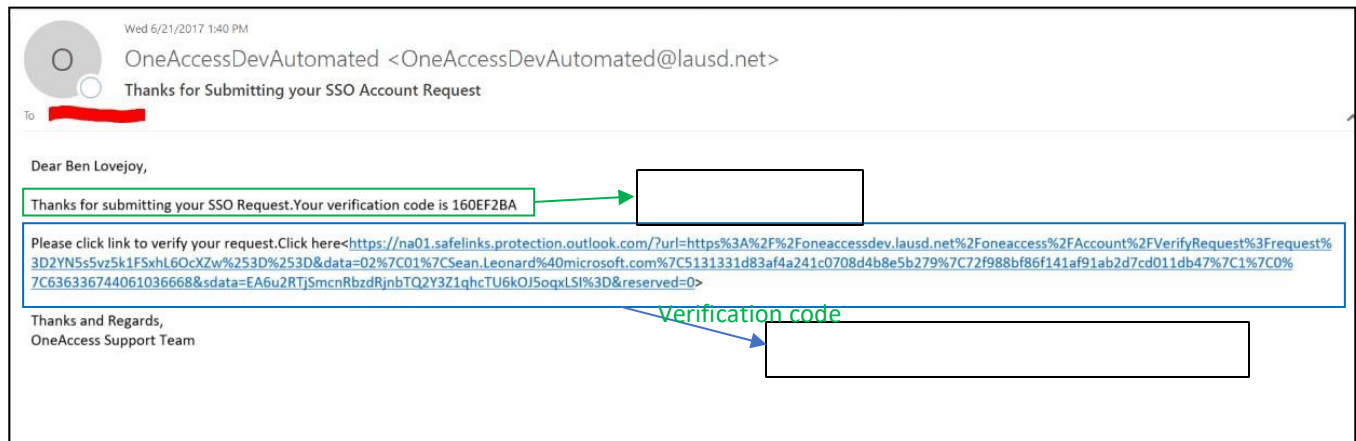 Wed 6/21/2017 1:40 PM
O
OneAccessDevAutomated <OneAccessDevAutomated@lausd.net>
Thanks for Submitting your SSO Account Request
To
Dear Ben Lovejoy,
Thanks for submitting your SSO Request.Your verification code is 160EF2BA
Please click link to verify your request.Click here<https://na01.safelinks.protection.outlook.com/?url=https%3A%2F%2Foneaccessdev.lausd.net%2Foneaccess%2FAccount%2FVerifyRequest%3Frequest%
3D2YN5s5vz5k1FSxhL6OcXZw%253D%253D&data=02%7C01%7CSean.Leonard%40microsoft.com%7C5131331d83af4a241c0708d4b8e5b279%7C72f988bf86f141af91ab2d7cd011db47%7C1%7C0%
7C636336744061036668&sdata=EA6u2RTjSmcnRbzdRjnbTQ2Y3Z1qhcTU6kOJ5oqxLSI%3D&reserved=0>
Thanks and Regards,
Verification code
OneAccess Support Team